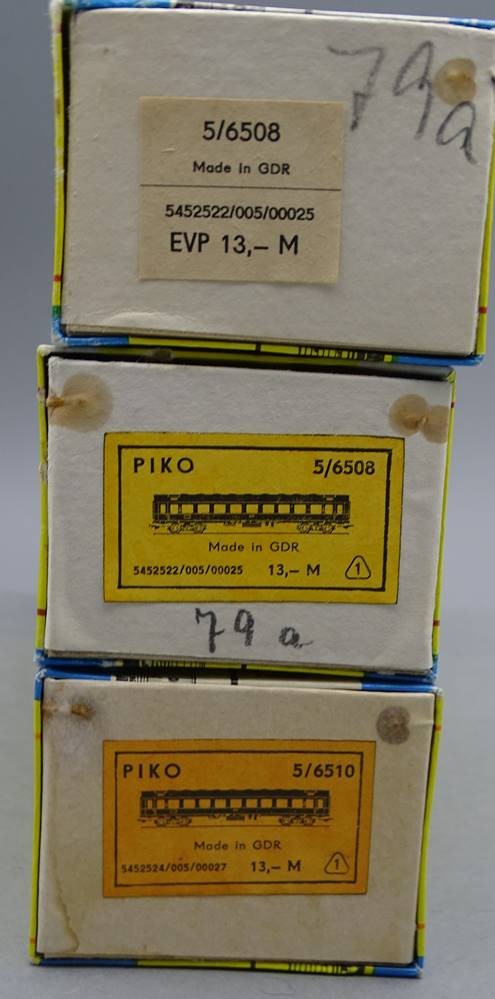 79a
5/6508
Made in GDR
5452522/005/00025
EVP 13,– M
PIKO 5/6508
Made in GDR
5452522/005/00025 13,– M 1
79 a
PIKO 5/6510
Made in GDR
5452524/005/00027 13,– M 1